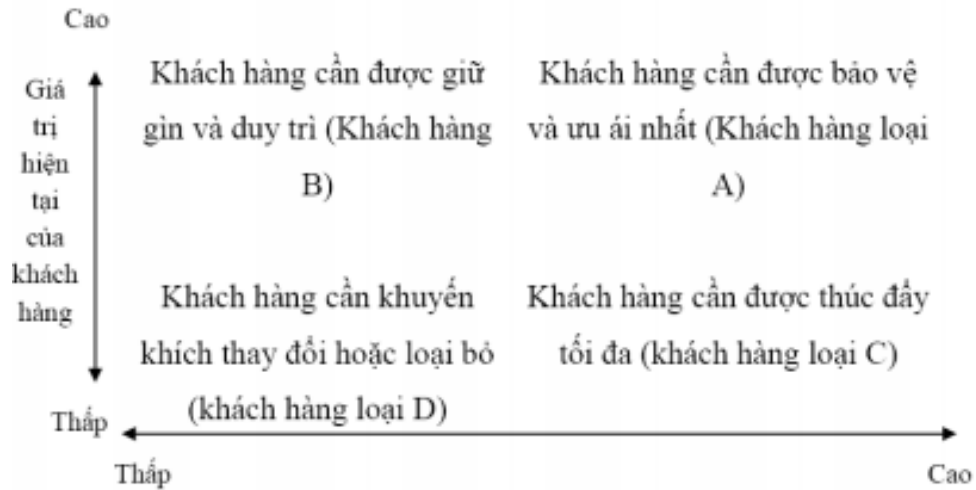 Cao
Giá
trị
hiện
tại
của
khách
hàng
Khách hàng cần được giữ
gìn và duy trì (Khách hàng
B)
Khách hàng cần được bảo vệ
và ưu ái nhất (Khách hàng loại
A)
Khách hàng cần khuyến
khích thay đổi hoặc loại bỏ
(khách hàng loại D)
Khách hàng cần được thúc đẩy
tối đa (khách hàng loại C)
Thấp
Thấp
Cao